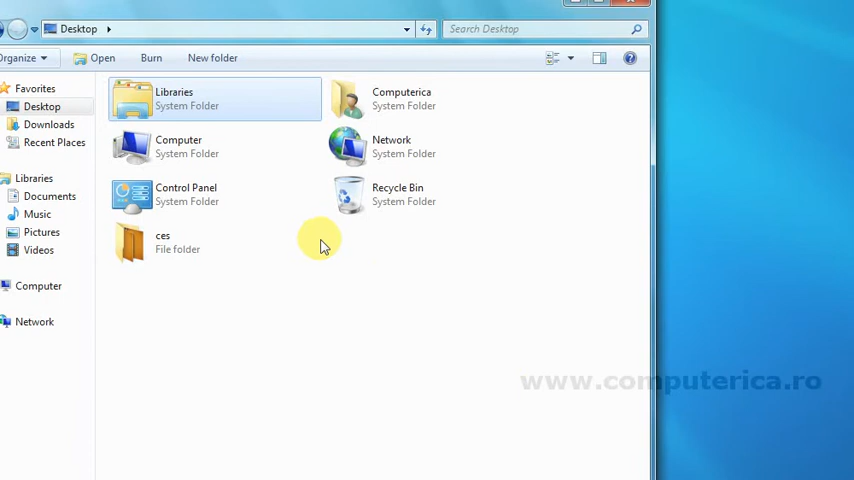 Desktop
Search Desktop
Organize
Open
Burn
New folder
Favorites
Desktop
Downloads
Recent Places
Libraries
Documents
Music
Pictures
Videos
Computer
Network
Libraries
System Folder
Computerica
System Folder
Computer
System Folder
Network
System Folder
Control Panel
System Folder
Recycle Bin
System Folder
ces
File folder
www.computerica.ro